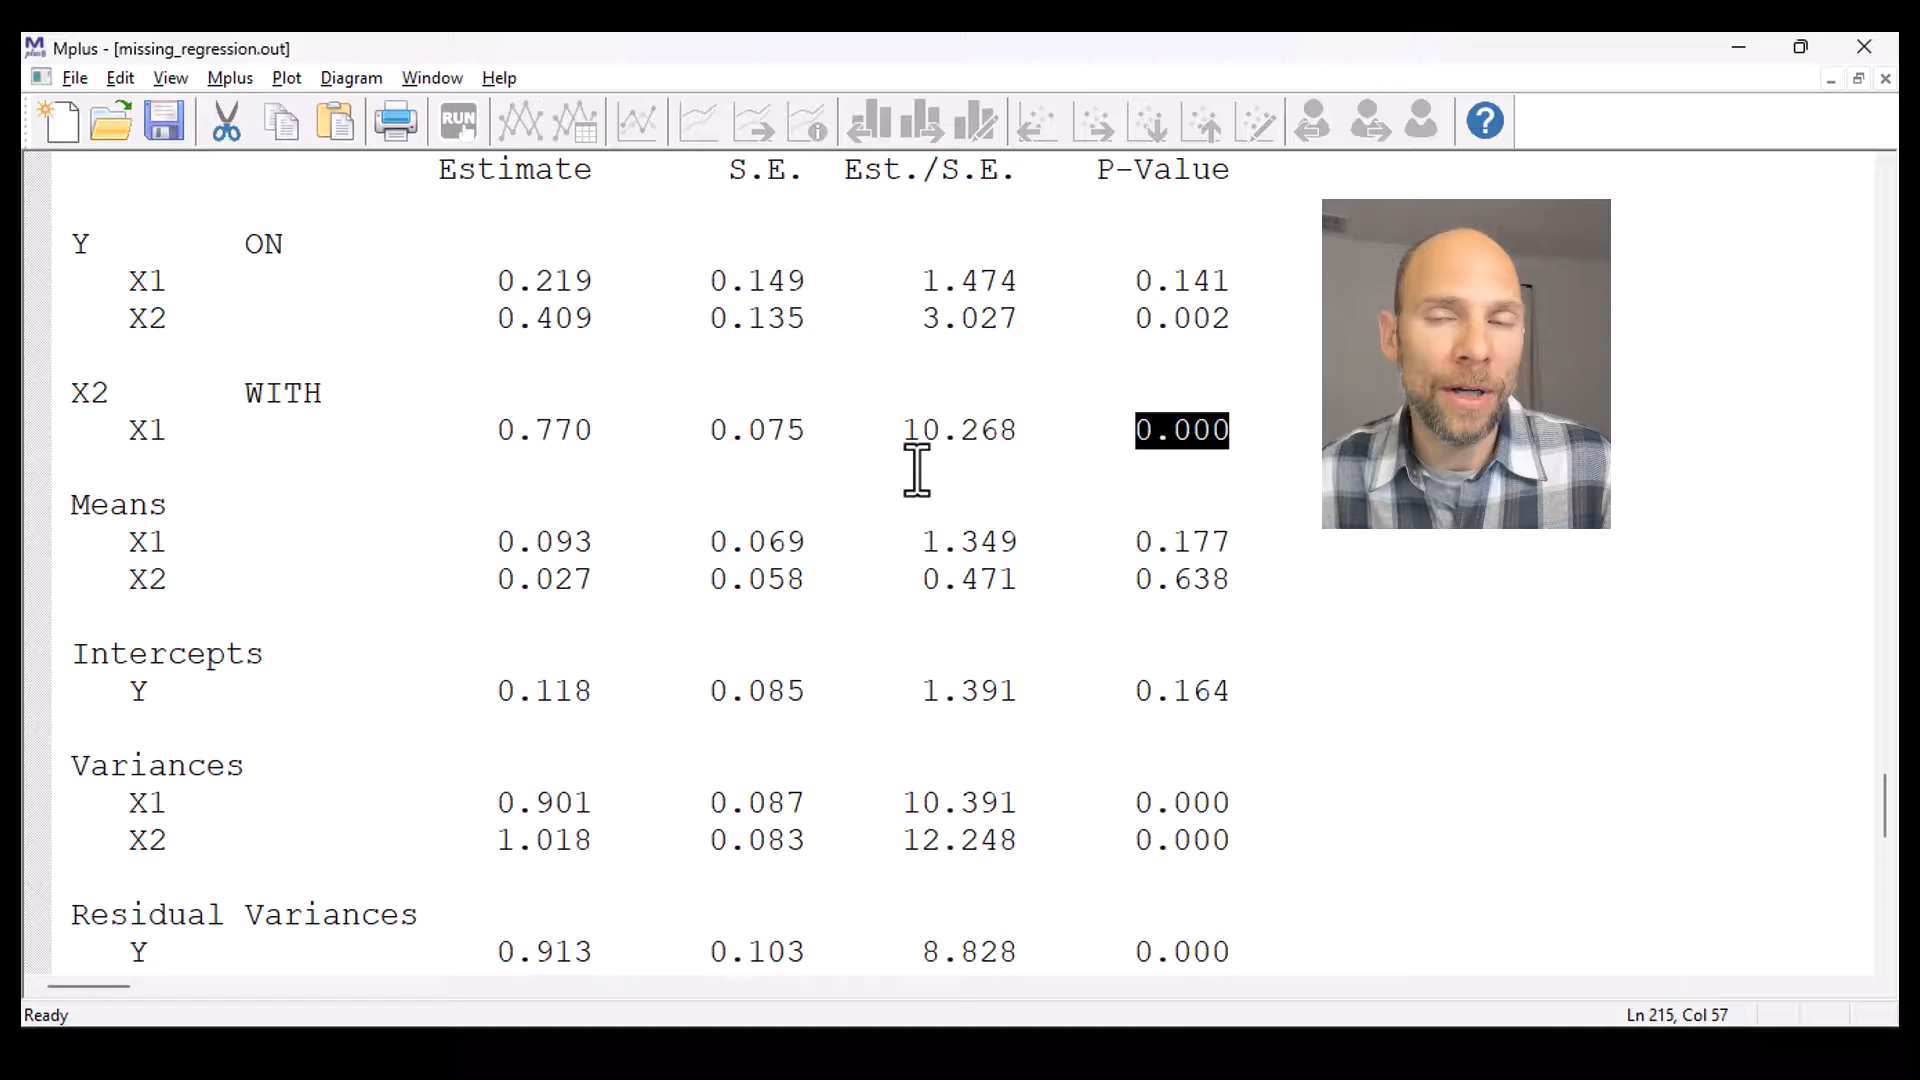 Mplus - [missing_regression.out]
File Edit View Mplus Plot Diagram Window Help
RUN
Estimate S.E. Est./S.E. P-Value
Y ON
X1 0.219 0.149 1.474 0.141
X2 0.409 0.135 3.027 0.002
X2 WITH
X1 0.770 0.075 10.268 0.000
Means
X1 0.093 0.069 1.349 0.177
X2 0.027 0.058 0.471 0.638
Intercepts
Y 0.118 0.085 1.391 0.164
Variances
X1 0.901 0.087 10.391 0.000
X2 1.018 0.083 12.248 0.000
Residual Variances
Y 0.913 0.103 8.828 0.000
Ready Ln 215, Col 57